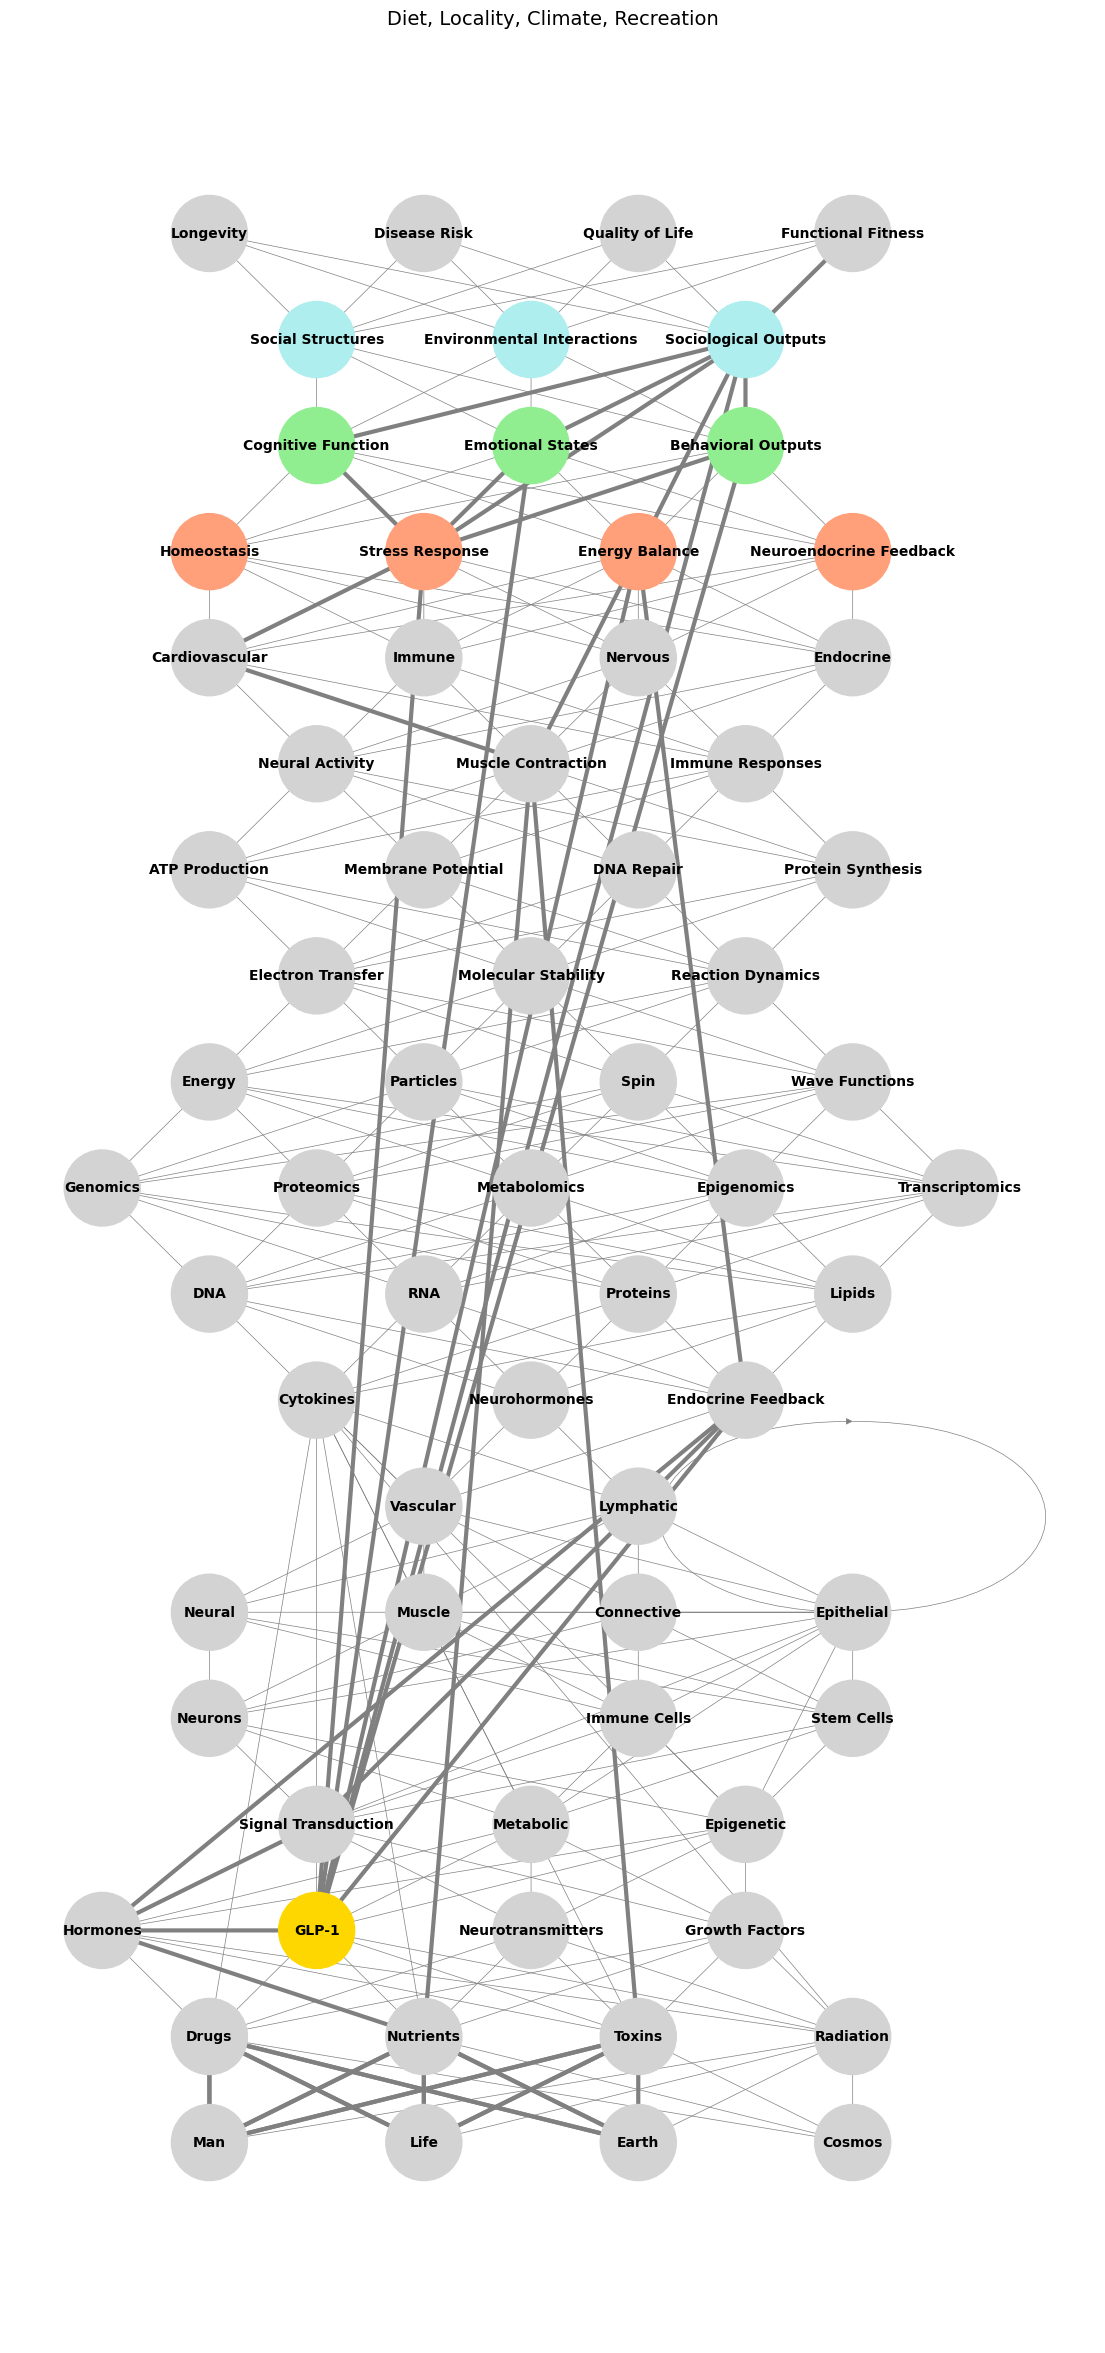 Diet, Locality, Climate, Recreation
Longevity Disease Risk Quality of Life Functional Fitness
Social Structures Environmental Interactions Sociological Outputs
Cognitive Function Emotional States Behavioral Outputs
Homeostasis Stress Response Energy Balance Neuroendocrine Feedback
Cardiovascular Immune Nervous Endocrine
Neural Activity Muscle Contraction Immune Responses
ATP Production Membrane Potential DNA Repair Protein Synthesis
Electron Transfer Molecular Stability Reaction Dynamics
Energy Particles Spin Wave Functions
Genomics Proteomics Metabolomics Epigenomics Transcriptomics
DNA RNA Proteins Lipids
Cytokines Neurohormones Endocrine Feedback
Vascular Lymphatic
Neural Muscle Connective Epithelial
Neurons Immune Cells Stem Cells
Signal Transduction Metabolic Epigenetic
Hormones GLP-1 Neurotransmitters Growth Factors
Drugs Nutrients Toxins Radiation
Man Life Earth Cosmos